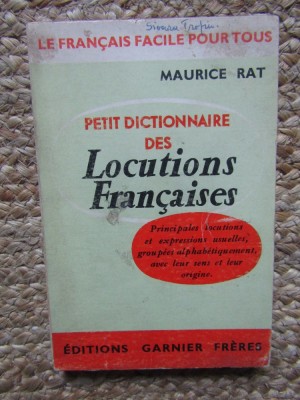 LE FRANÇAIS FACILE POUR TOUS
MAURICE RAT
PETIT DICTIONNAIRE
DES
Locutions
Françaises
Principales locutions
et expressions usuelles,
groupées alphabétiquement,
avec leur sens et leur
origine.
ÉDITIONS GARNIER FRÈRES